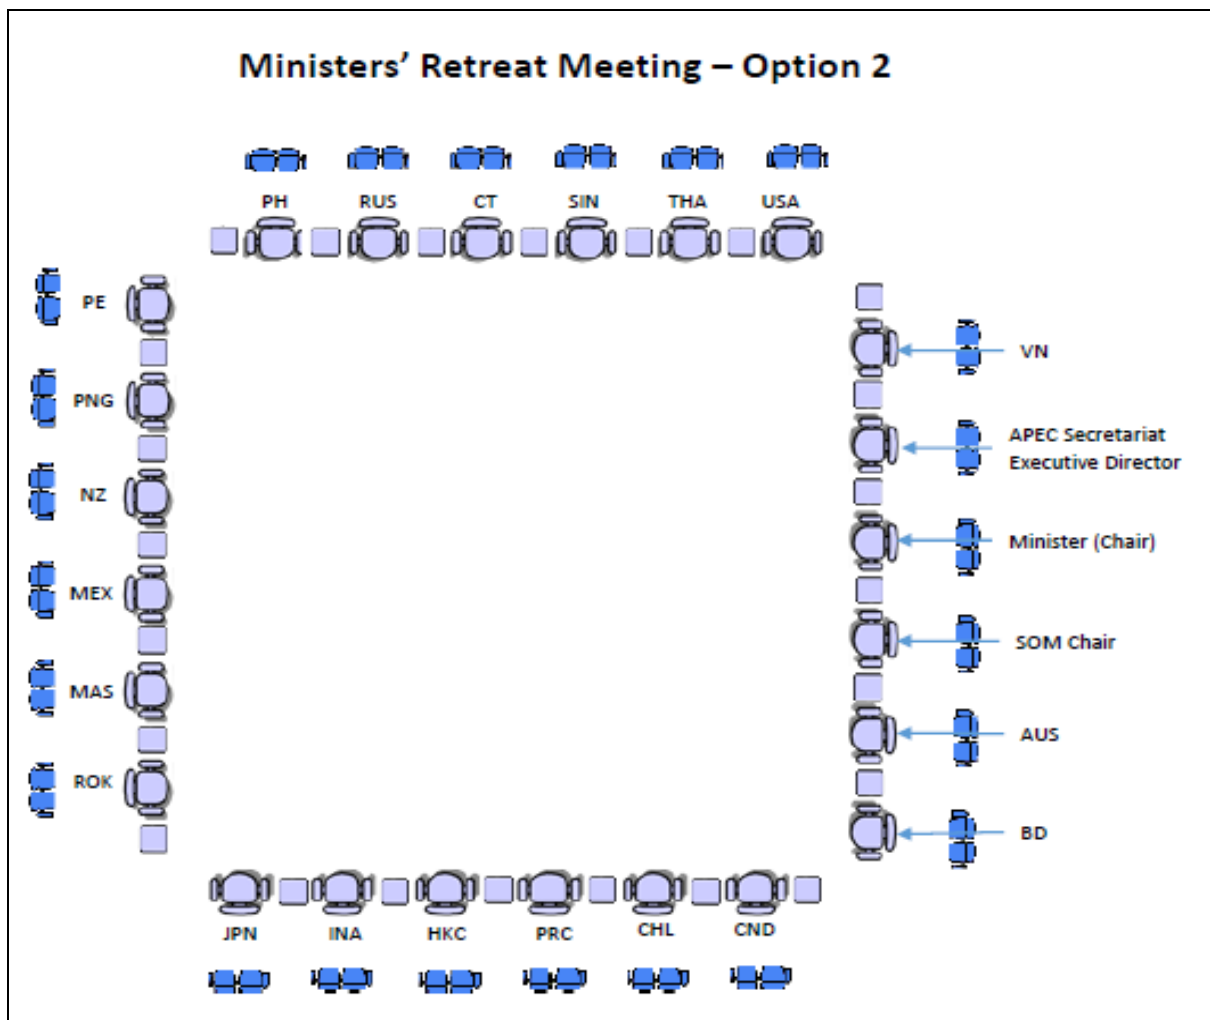 Ministers’ Retreat Meeting – Option 2
PH RUS CT SIN THA USA
PE
VN
PNG
APEC Secretariat
Executive Director
NZ
Minister (Chair)
MEX
SOM Chair
MAS
AUS
ROK
BD
JPN INA HKC PRC CHL CND